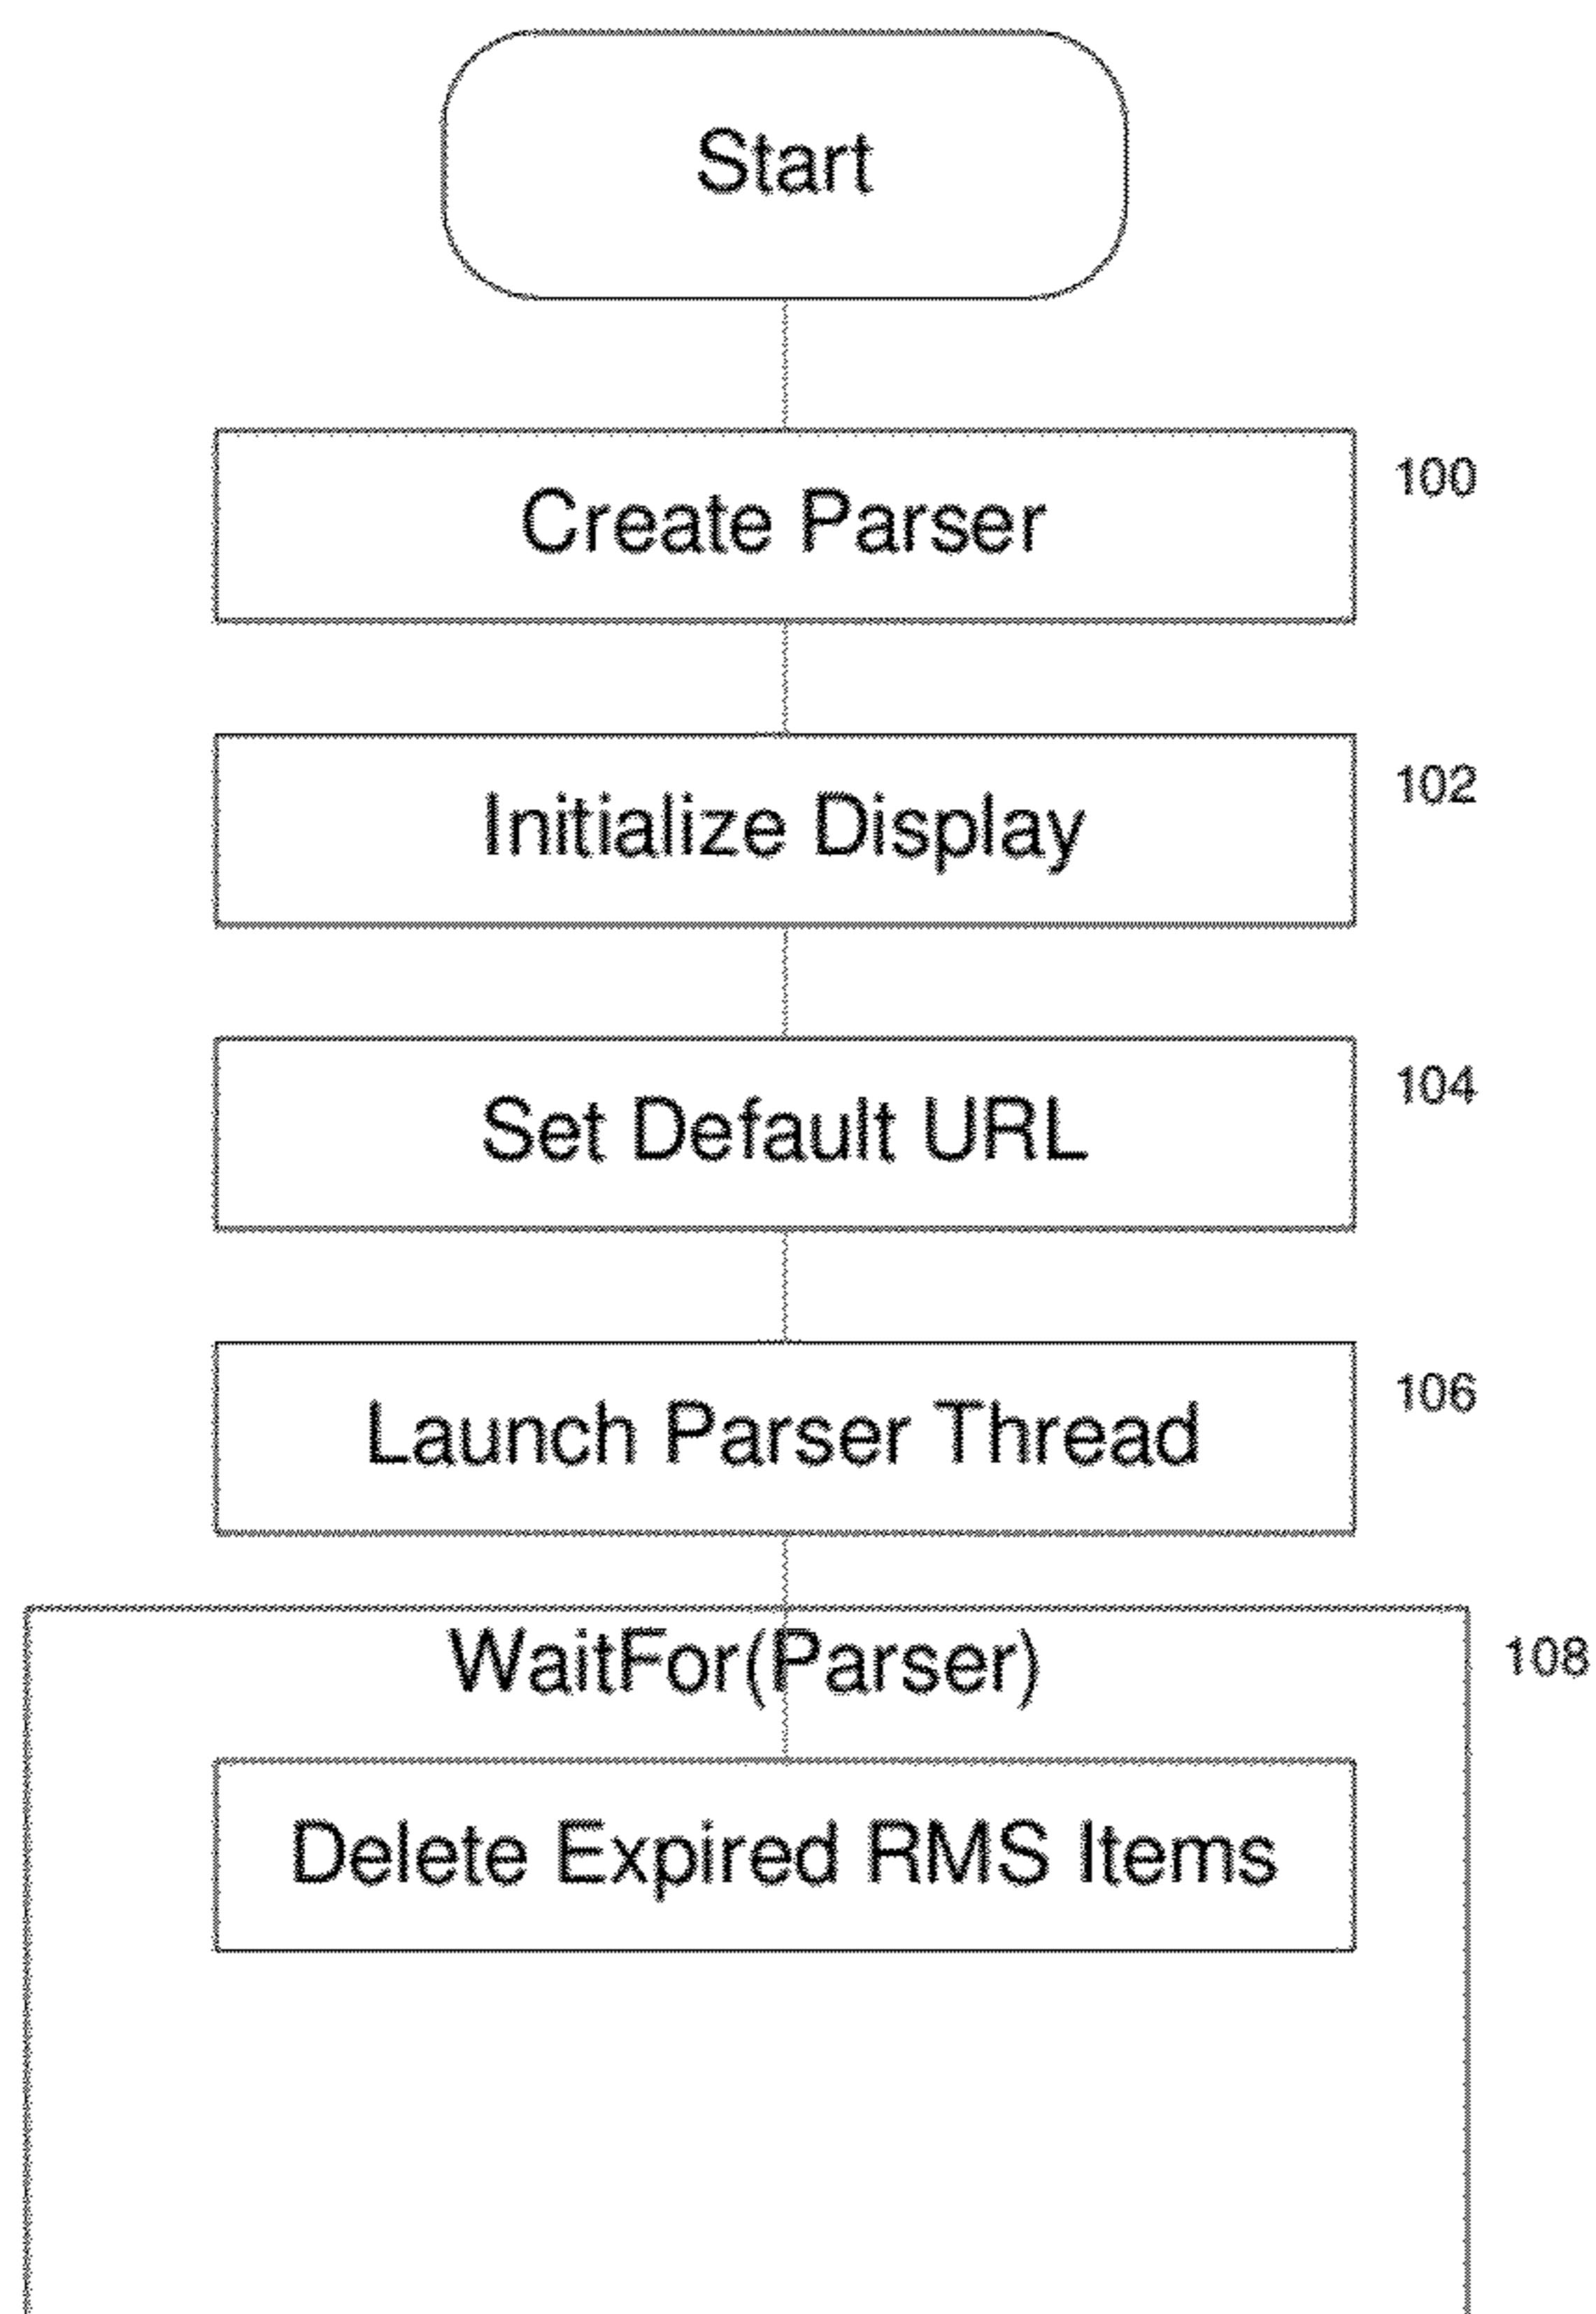 Start
Create Parser
100
Initialize Display
102
Set Default URL
104
Launch Parser Thread
106
WaitFor(Parser)
108
Delete Expired RMS Items